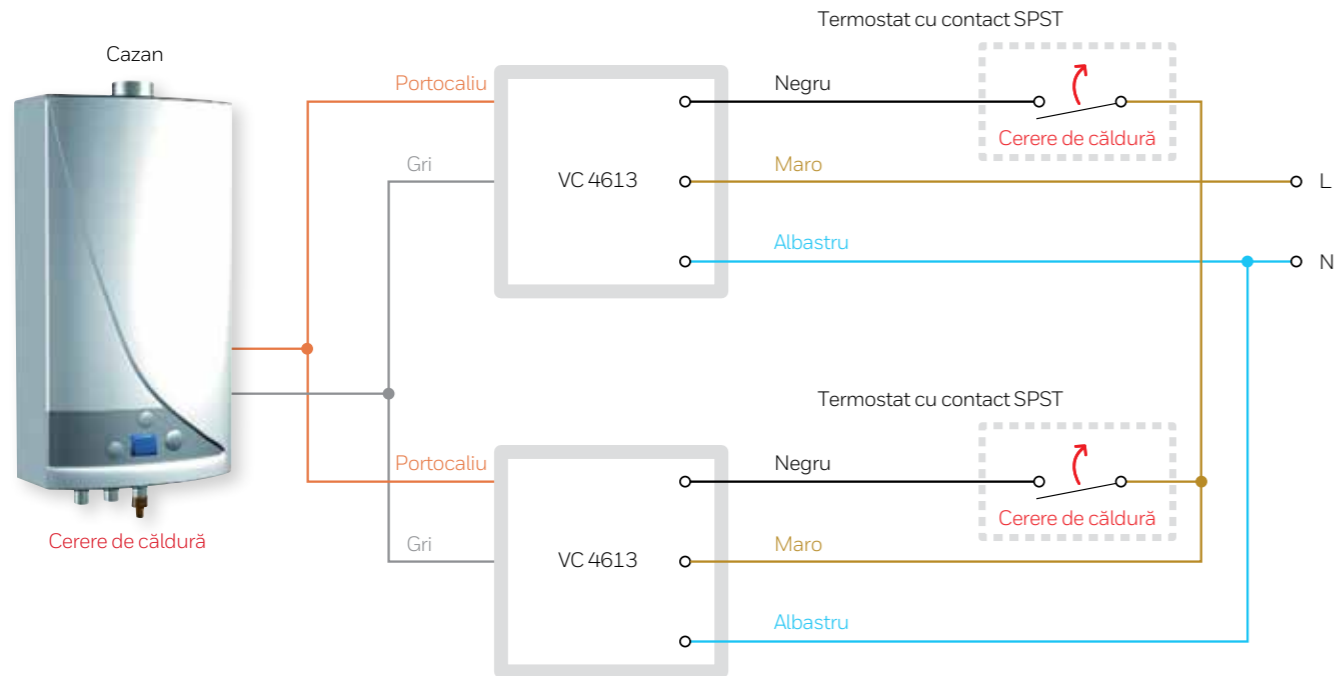 Termostat cu contact SPST
Cazan
Portocaliu
Negru
Cerere de căldură
Gri
VC 4613
Maro
L
Albastru
N
Termostat cu contact SPST
Portocaliu
Negru
Cerere de căldură
Cerere de căldură
Gri
VC 4613
Maro
Albastru